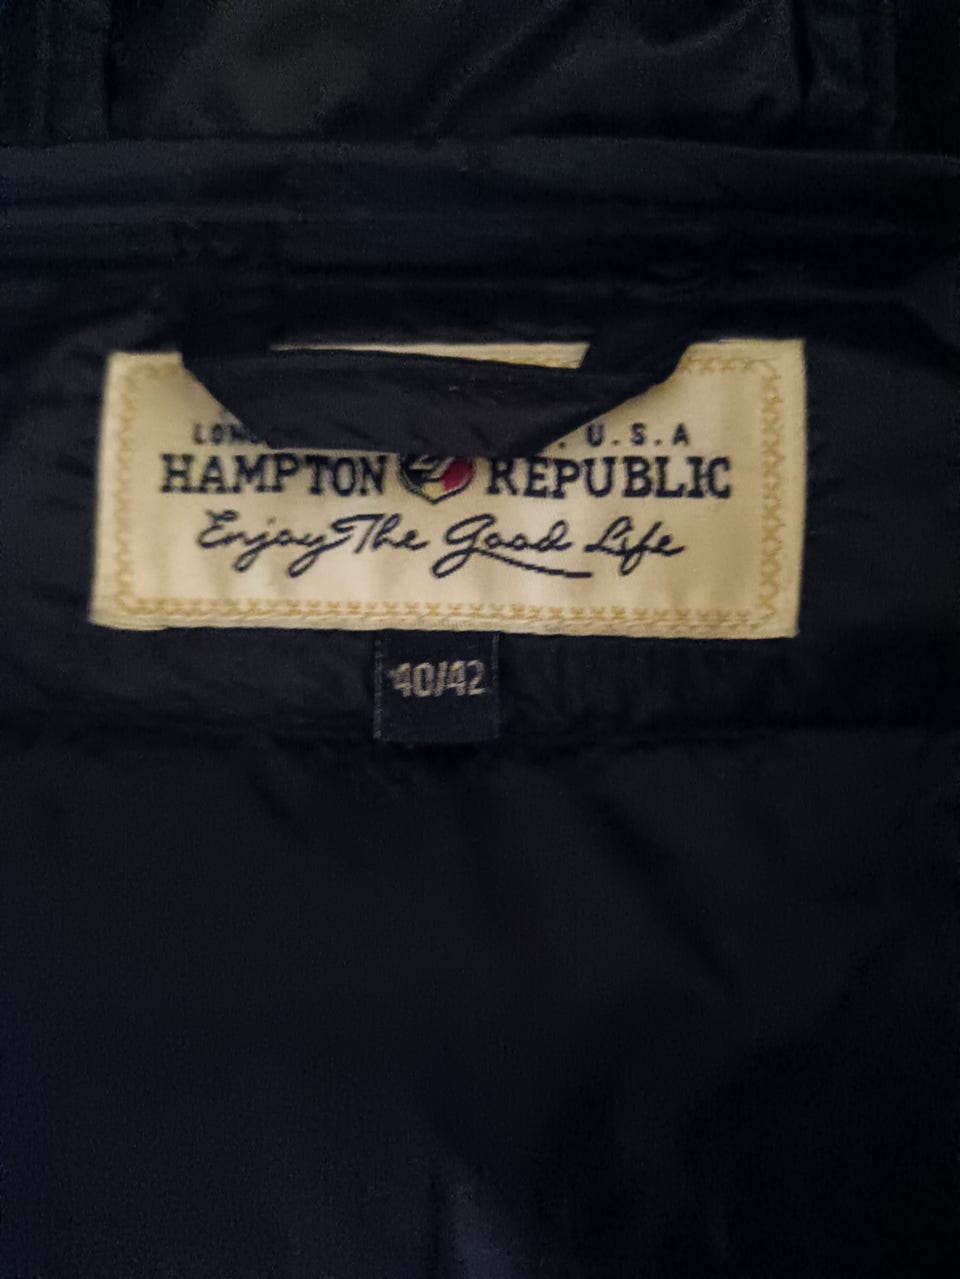 U.S.A
HAMPTON REPUBLIC
Enjoy The Good Life
40/42